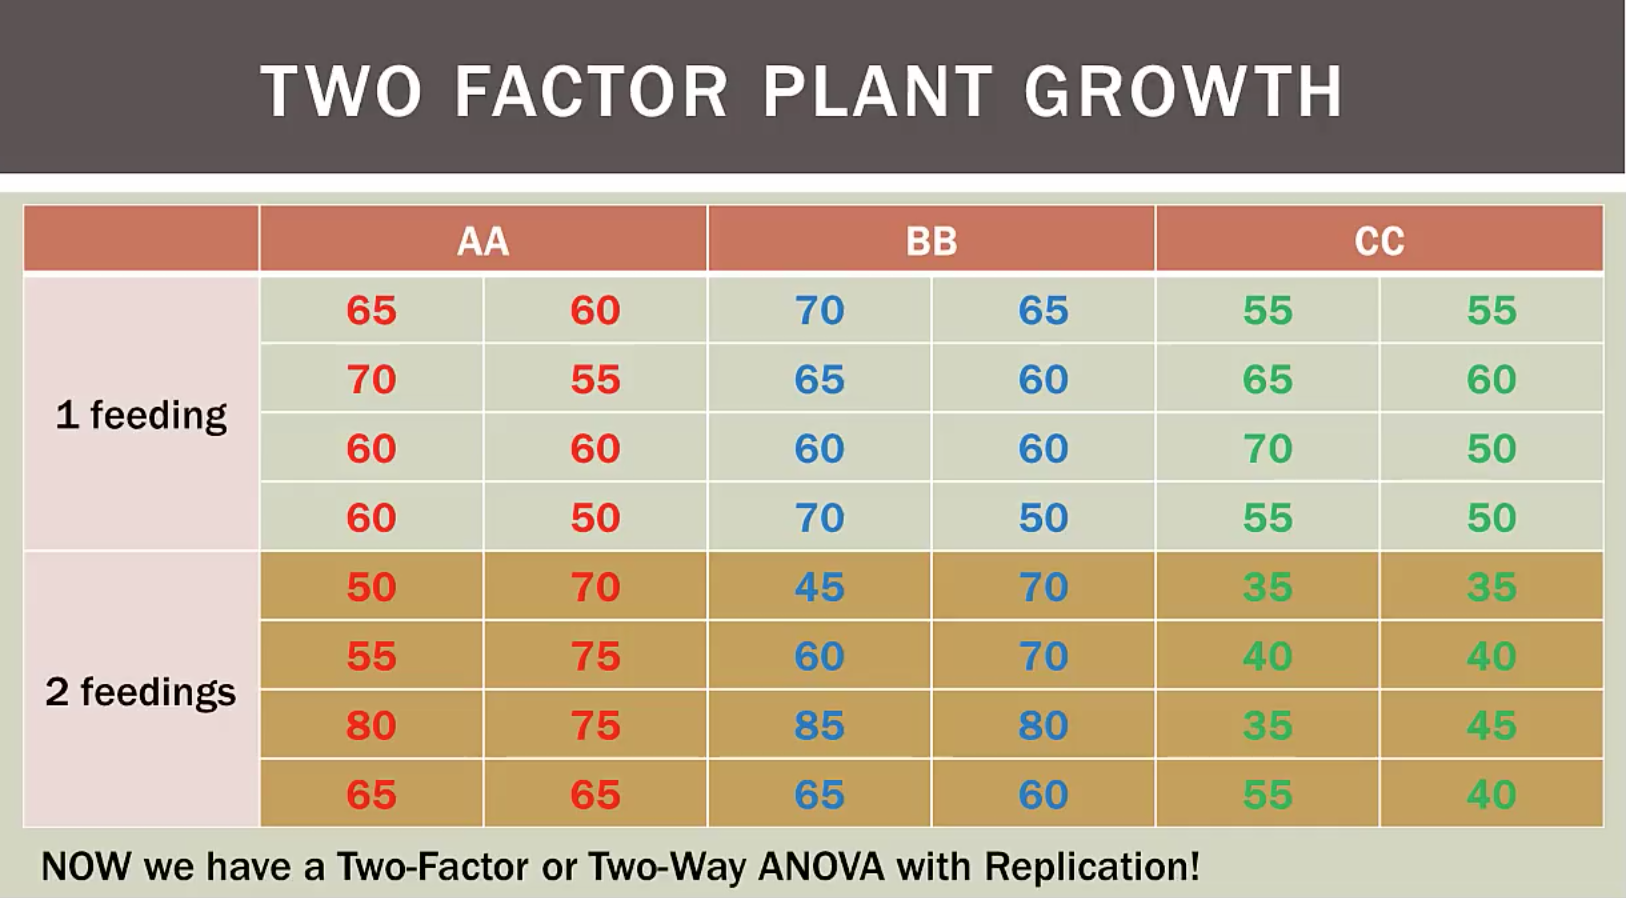 TWO FACTOR PLANT GROWTH
AA BB CC
65 60 70 65 55 55
70 55 65 60 65 60
1 feeding
60 60 60 60 70 50
60 50 70 50 55 50
50 70 45 70 35 35
55 75 60 70 40 40
2 feedings
80 75 85 80 35 45
65 65 65 60 55 40
NOW we have a Two-Factor or Two-Way ANOVA with Replication!